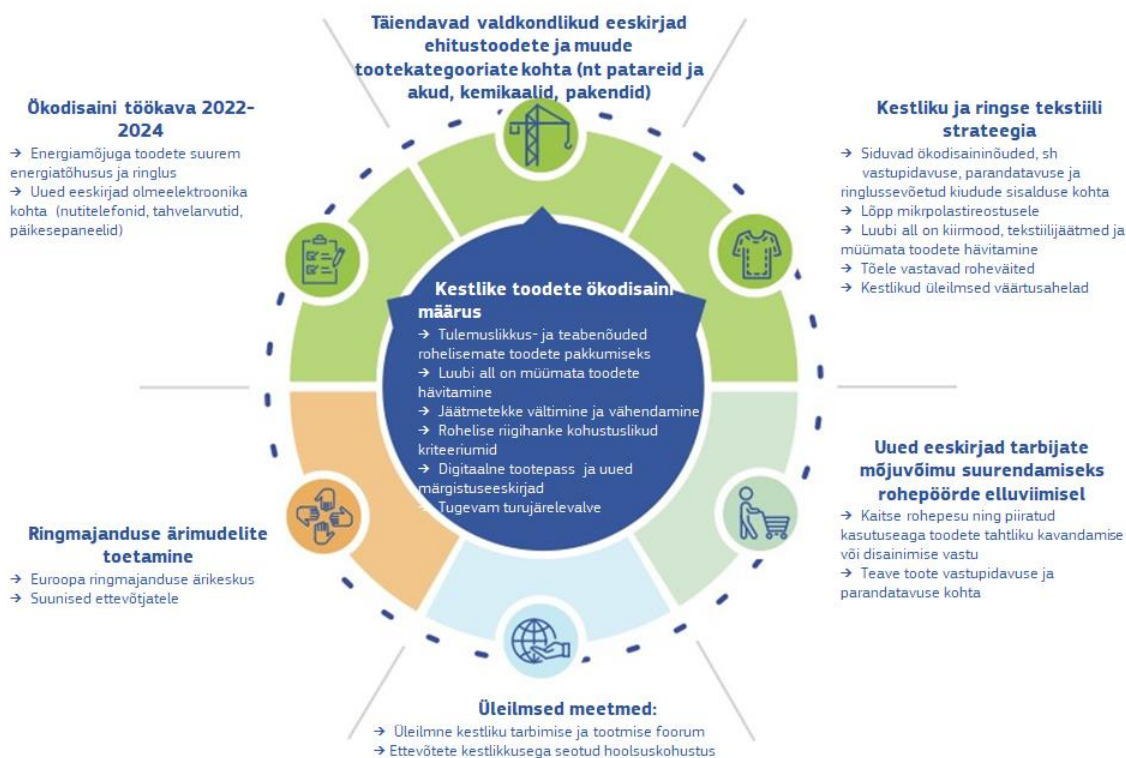 Täiendavad valdkondlikud eeskirjad
ehitustoodete ja muude
tootekategooriate kohta (nt patareid ja
akud, kemikaalid, pakendid)
Ökodisaini töökava 2022-
2024
→ Energiamõjuga toodete suurem
energiatõhusus ja ringlus
→ Uued eeskirjad olmeelektroonika
kohta (nutitelefonid, tahvelarvutid,
päikesepaneelid)
Kestliku ja ringse tekstiili
strateegia
→ Siduvad ökodisaininõuded, sh
vastupidavuse, parandatavuse ja
ringlussevõetud kiudude sisalduse kohta
→ Lõpp mikrpolastireostusele
→ Luubi all on kiirmood, tekstiilijäätmed ja
müümata toodete hävitamine
→ Tõele vastavad roheväited
→ Kestlikud üleilmsed väärtusahelad
Kestlike toodete ökodisaini
määrus
→ Tulemuslikkus- ja teabenõuded
rohelisemate toodete pakkumiseks
→ Luubi all on müümata toodete
hävitamine
→ Jäätmetekke vältimine ja vähendamine
→ Rohelise riigihanke kohustuslikud
kriteeriumid
→ Digitaalne tootepass ja uued
märgistuseeskirjad
→ Tugevam turujärelevalve
Uued eeskirjad tarbijate
mõjuvõimu suurendamiseks
rohepöörde elluviimisel
→ Kaitse rohepesu ning piiratud
kasutuseaga toodete tahtliku kavandamise
või disainimise vastu
→ Teave toote vastupidavuse ja
parandatavuse kohta
Ringmajanduse ärimudelite
toetamine
→ Euroopa ringmajanduse ärikeskus
→ Suunised ettevõtjatele
Üleilmsed meetmed:
→ Üleilmne kestliku tarbimise ja tootmise foorum
→ Ettevõtete kestlikkusega seotud hoolsuskohustus